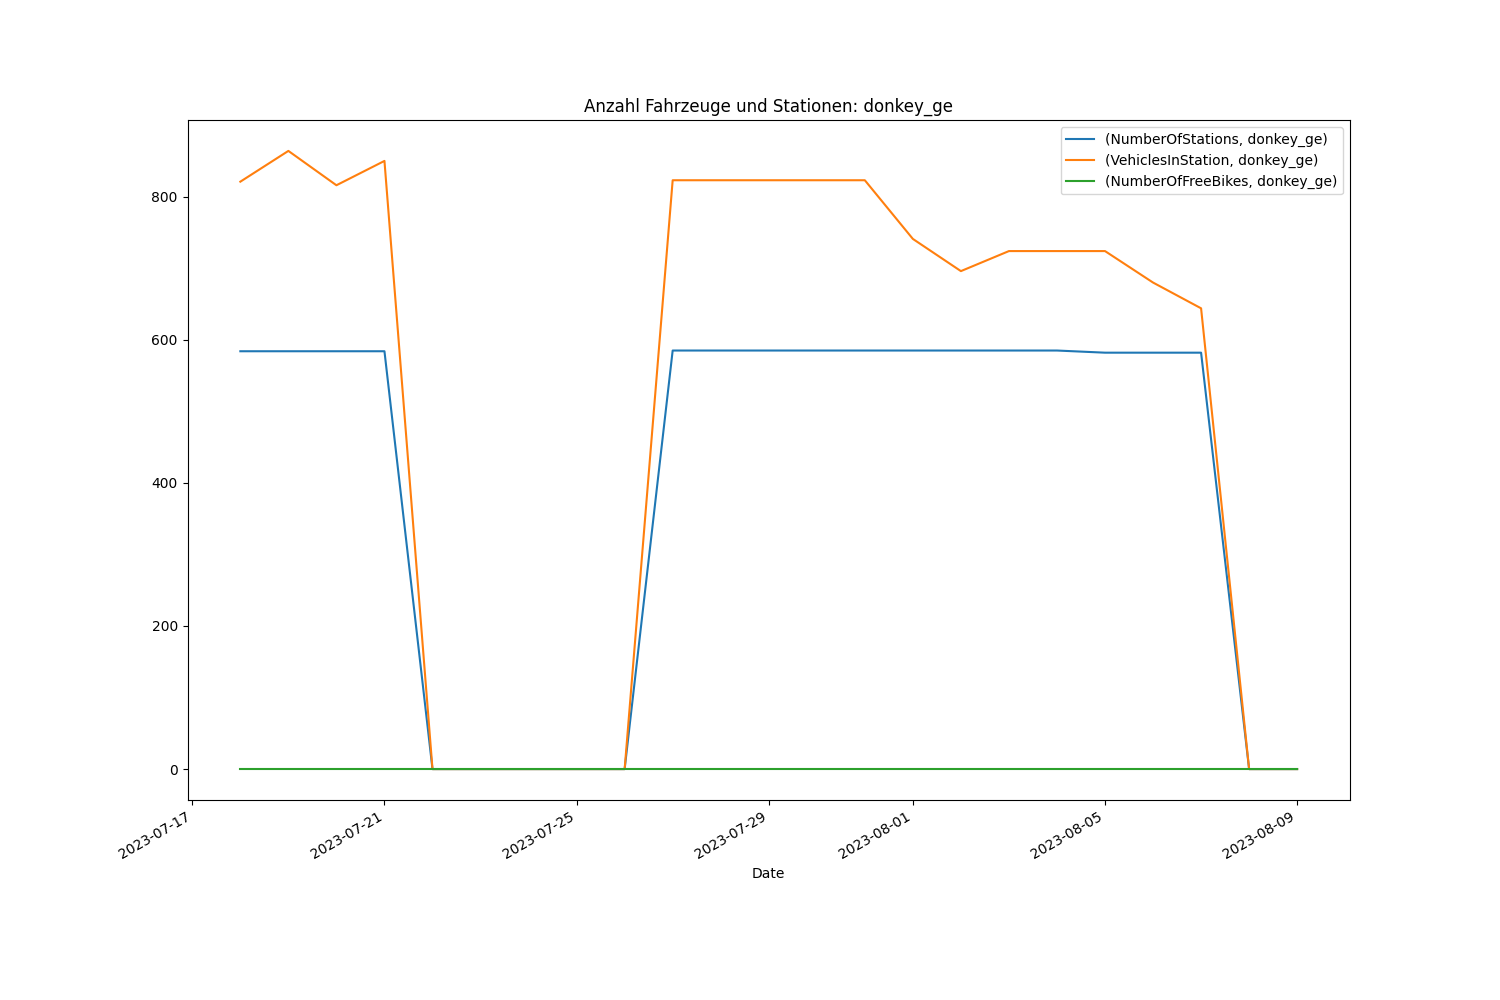 Anzahl Fahrzeuge und Stationen: donkey_ge
(NumberOfStations, donkey_ge)
(VehiclesInStation, donkey_ge)
(NumberOfFreeBikes, donkey_ge)
800
600
400
200
0
2023-07-17
2023-07-21
2023-07-25
2023-07-29
2023-08-01
2023-08-05
2023-08-09
Date